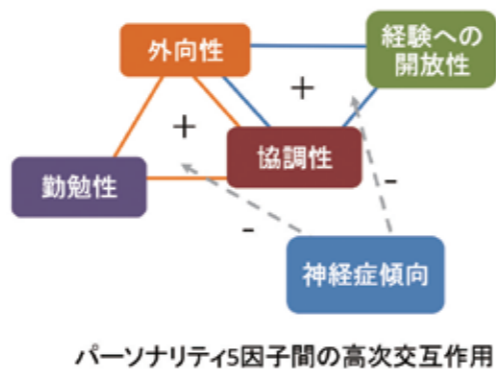 外向性
経験への
開放性
+
+
協調性
勤勉性
-
-
神経症傾向
パーソナリティ5因子間の高次交互作用